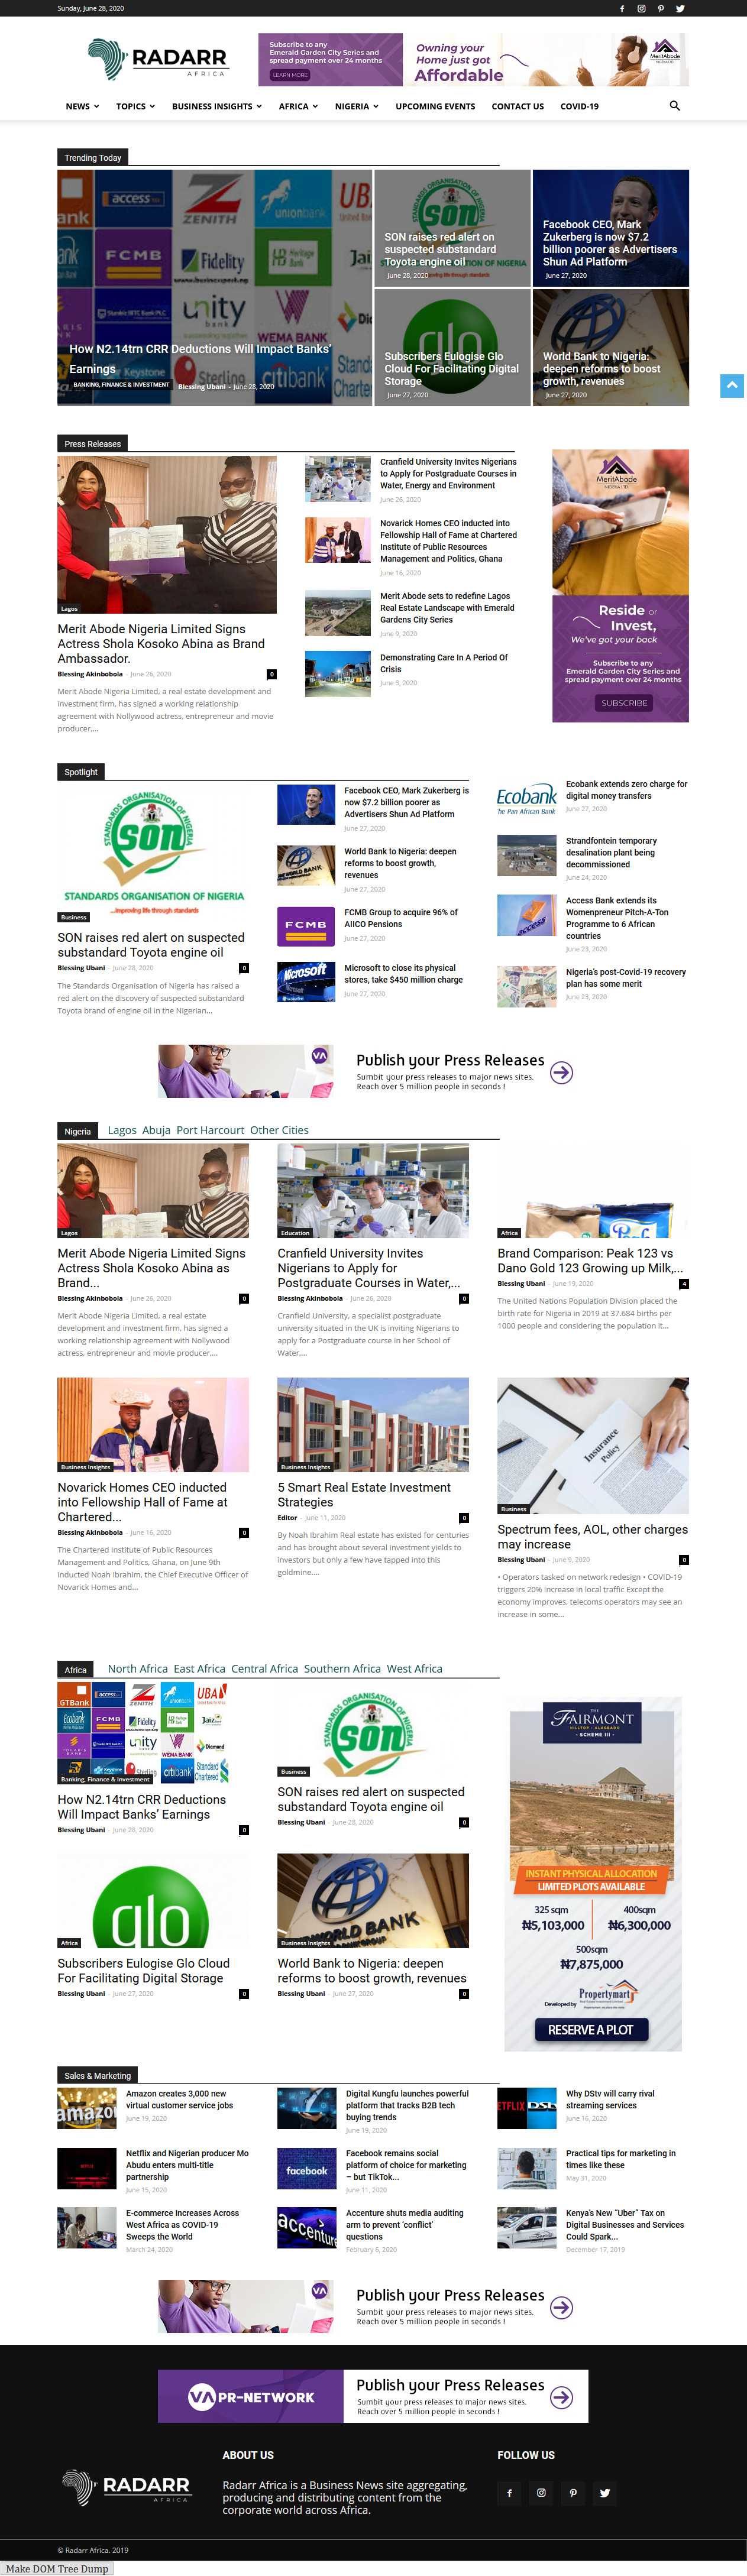 Sunday, June 28, 2020
RADARR
AFRICA
Subscribe to any
Emerald Garden City Series and
spread payment over 24 months
LEARN MORE
Owning your
Home just got
Affordable
MeritAbode
NIGERIA LTD
NEWS
TOPICS
BUSINESS INSIGHTS
AFRICA
NIGERIA
UPCOMING EVENTS
CONTACT US
COVID-19
Trending Today
How N2.14trn CRR Deductions Will Impact Banks’
Earnings
BANKING, FINANCE & INVESTMENT
Blessing Ubani - June 28, 2020
SON raises red alert on
suspected substandard
Toyota engine oil
June 28, 2020
Facebook CEO, Mark
Zukerberg is now $7.2
billion poorer as Advertisers
Shun Ad Platform
June 27, 2020
Subscribers Eulogise Glo
Cloud For Facilitating Digital
Storage
June 27, 2020
World Bank to Nigeria:
deepen reforms to boost
growth, revenues
June 27, 2020
Press Releases
Lagos
Merit Abode Nigeria Limited Signs
Actress Shola Kosoko Abina as Brand
Ambassador.
Blessing Akinbobola - June 26, 2020
0
Merit Abode Nigeria Limited, a real estate development and
investment firm, has signed a working relationship
agreement with Nollywood actress, entrepreneur and movie
producer,...
Cranfield University Invites Nigerians
to Apply for Postgraduate Courses in
Water, Energy and Environment
June 26, 2020
Novarick Homes CEO inducted into
Fellowship Hall of Fame at Chartered
Institute of Public Resources
Management and Politics, Ghana
June 16, 2020
Merit Abode sets to redefine Lagos
Real Estate Landscape with Emerald
Gardens City Series
June 9, 2020
Demonstrating Care In A Period Of
Crisis
June 3, 2020
MeritAbode
NIGERIA LTD
Reside or
Invest,
We've got your back
Subscribe to any
Emerald Garden City Series and
spread payment over 24 months
SUBSCRIBE
Spotlight
SON
STANDARDS ORGANISATION OF NIGERIA
...improving life through standards
Business
SON raises red alert on suspected
substandard Toyota engine oil
Blessing Ubani - June 28, 2020
0
The Standards Organisation of Nigeria has raised a
red alert on the discovery of suspected substandard
Toyota brand of engine oil in the Nigerian...
Facebook CEO, Mark Zukerberg is
now $7.2 billion poorer as
Advertisers Shun Ad Platform
June 27, 2020
World Bank to Nigeria: deepen
reforms to boost growth,
revenues
June 27, 2020
FCMB
FCMB Group to acquire 96% of
AIICO Pensions
June 27, 2020
Microsoft
Microsoft to close its physical
stores, take $450 million charge
June 27, 2020
Ecobank
he Pan African Bank
Ecobank extends zero charge for
digital money transfers
June 27, 2020
Strandfontein temporary
desalination plant being
decommissioned
June 24, 2020
access
Access Bank extends its
Womenpreneur Pitch-A-Ton
Programme to 6 African
countries
June 23, 2020
Nigeria’s post-Covid-19 recovery
plan has some merit
June 23, 2020
VA
Publish your Press Releases
Sumbit your press releases to major news sites.
Reach over 5 million people in seconds !
Nigeria
Lagos Abuja Port Harcourt Other Cities
Lagos
Merit Abode Nigeria Limited Signs
Actress Shola Kosoko Abina as
Brand...
Blessing Akinbobola - June 26, 2020
0
Merit Abode Nigeria Limited, a real estate
development and investment firm, has signed a
working relationship agreement with Nollywood
actress, entrepreneur and movie producer,...
Education
Cranfield University Invites
Nigerians to Apply for
Postgraduate Courses in Water,...
Blessing Akinbobola - June 26, 2020
0
Cranfield University, a specialist postgraduate
university situated in the UK is inviting Nigerians to
apply for a Postgraduate course in her School of
Water,...
Peak
Africa
Brand Comparison: Peak 123 vs
Dano Gold 123 Growing up Milk,...
Blessing Ubani - June 19, 2020
4
The United Nations Population Division placed the
birth rate for Nigeria in 2019 at 37.684 births per
1000 people and considering the population it...
Business Insights
Novarick Homes CEO inducted
into Fellowship Hall of Fame at
Chartered...
Blessing Akinbobola - June 16, 2020
0
The Chartered Institute of Public Resources
Management and Politics, Ghana, on June 9th
inducted Noah Ibrahim, the Chief Executive Officer of
Novarick Homes and...
Business Insights
5 Smart Real Estate Investment
Strategies
Editor - June 11, 2020
0
By Noah Ibrahim Real estate has existed for centuries
and has brought about several investment yields to
investors but only a few have tapped into this
goldmine....
Insurance
Policy
Business
Spectrum fees, AOL, other charges
may increase
Blessing Ubani - June 9, 2020
0
• Operators tasked on network redesign • COVID-19
triggers 20% increase in local traffic Except the
economy improves, telecoms operators may see an
increase in some...
Africa
North Africa East Africa Central Africa Southern Africa West Africa
Banking, Finance & Investment
How N2.14trn CRR Deductions
Will Impact Banks’ Earnings
Blessing Ubani - June 28, 2020
0
SON
Business
SON raises red alert on suspected
substandard Toyota engine oil
Blessing Ubani - June 28, 2020
0
glo
Africa
Subscribers Eulogise Glo Cloud
For Facilitating Digital Storage
Blessing Ubani - June 27, 2020
0
WORLD BANK
Business Insights
World Bank to Nigeria: deepen
reforms to boost growth, revenues
Blessing Ubani - June 27, 2020
0
THE
FAIRMONT
HILLTOP - ALAGBADO
- SCHEME III -
INSTANT PHYSICAL ALLOCATION
LIMITED PLOTS AVAILABLE
325 sqm
₦5,103,000
400sqm
₦6,300,000
500sqm
₦7,875,000
Developed by
Propertymart
RESERVE A PLOT
Sales & Marketing
amazon
Amazon creates 3,000 new
virtual customer service jobs
June 19, 2020
Digital Kungfu launches powerful
platform that tracks B2B tech
buying trends
June 19, 2020
ETFLIX DSt
Why DStv will carry rival
streaming services
June 16, 2020
Netflix and Nigerian producer Mo
Abudu enters multi-title
partnership
June 15, 2020
facebook
Facebook remains social
platform of choice for marketing
– but TikTok...
June 11, 2020
Practical tips for marketing in
times like these
May 31, 2020
E-commerce Increases Across
West Africa as COVID-19
Sweeps the World
March 24, 2020
accenture
Accenture shuts media auditing
arm to prevent ‘conflict’
questions
February 6, 2020
Kenya’s New “Uber” Tax on
Digital Businesses and Services
Could Spark...
December 17, 2019
VA
Publish your Press Releases
Sumbit your press releases to major news sites.
Reach over 5 million people in seconds !
VA PR-NETWORK
Publish your Press Releases
Sumbit your press releases to major news sites.
Reach over 5 million people in seconds !
RADARR
AFRICA
ABOUT US
Radarr Africa is a Business News site aggregating,
producing and distributing content from the
corporate world across Africa.
FOLLOW US
© Radarr Africa. 2019
Make DOM Tree Dump